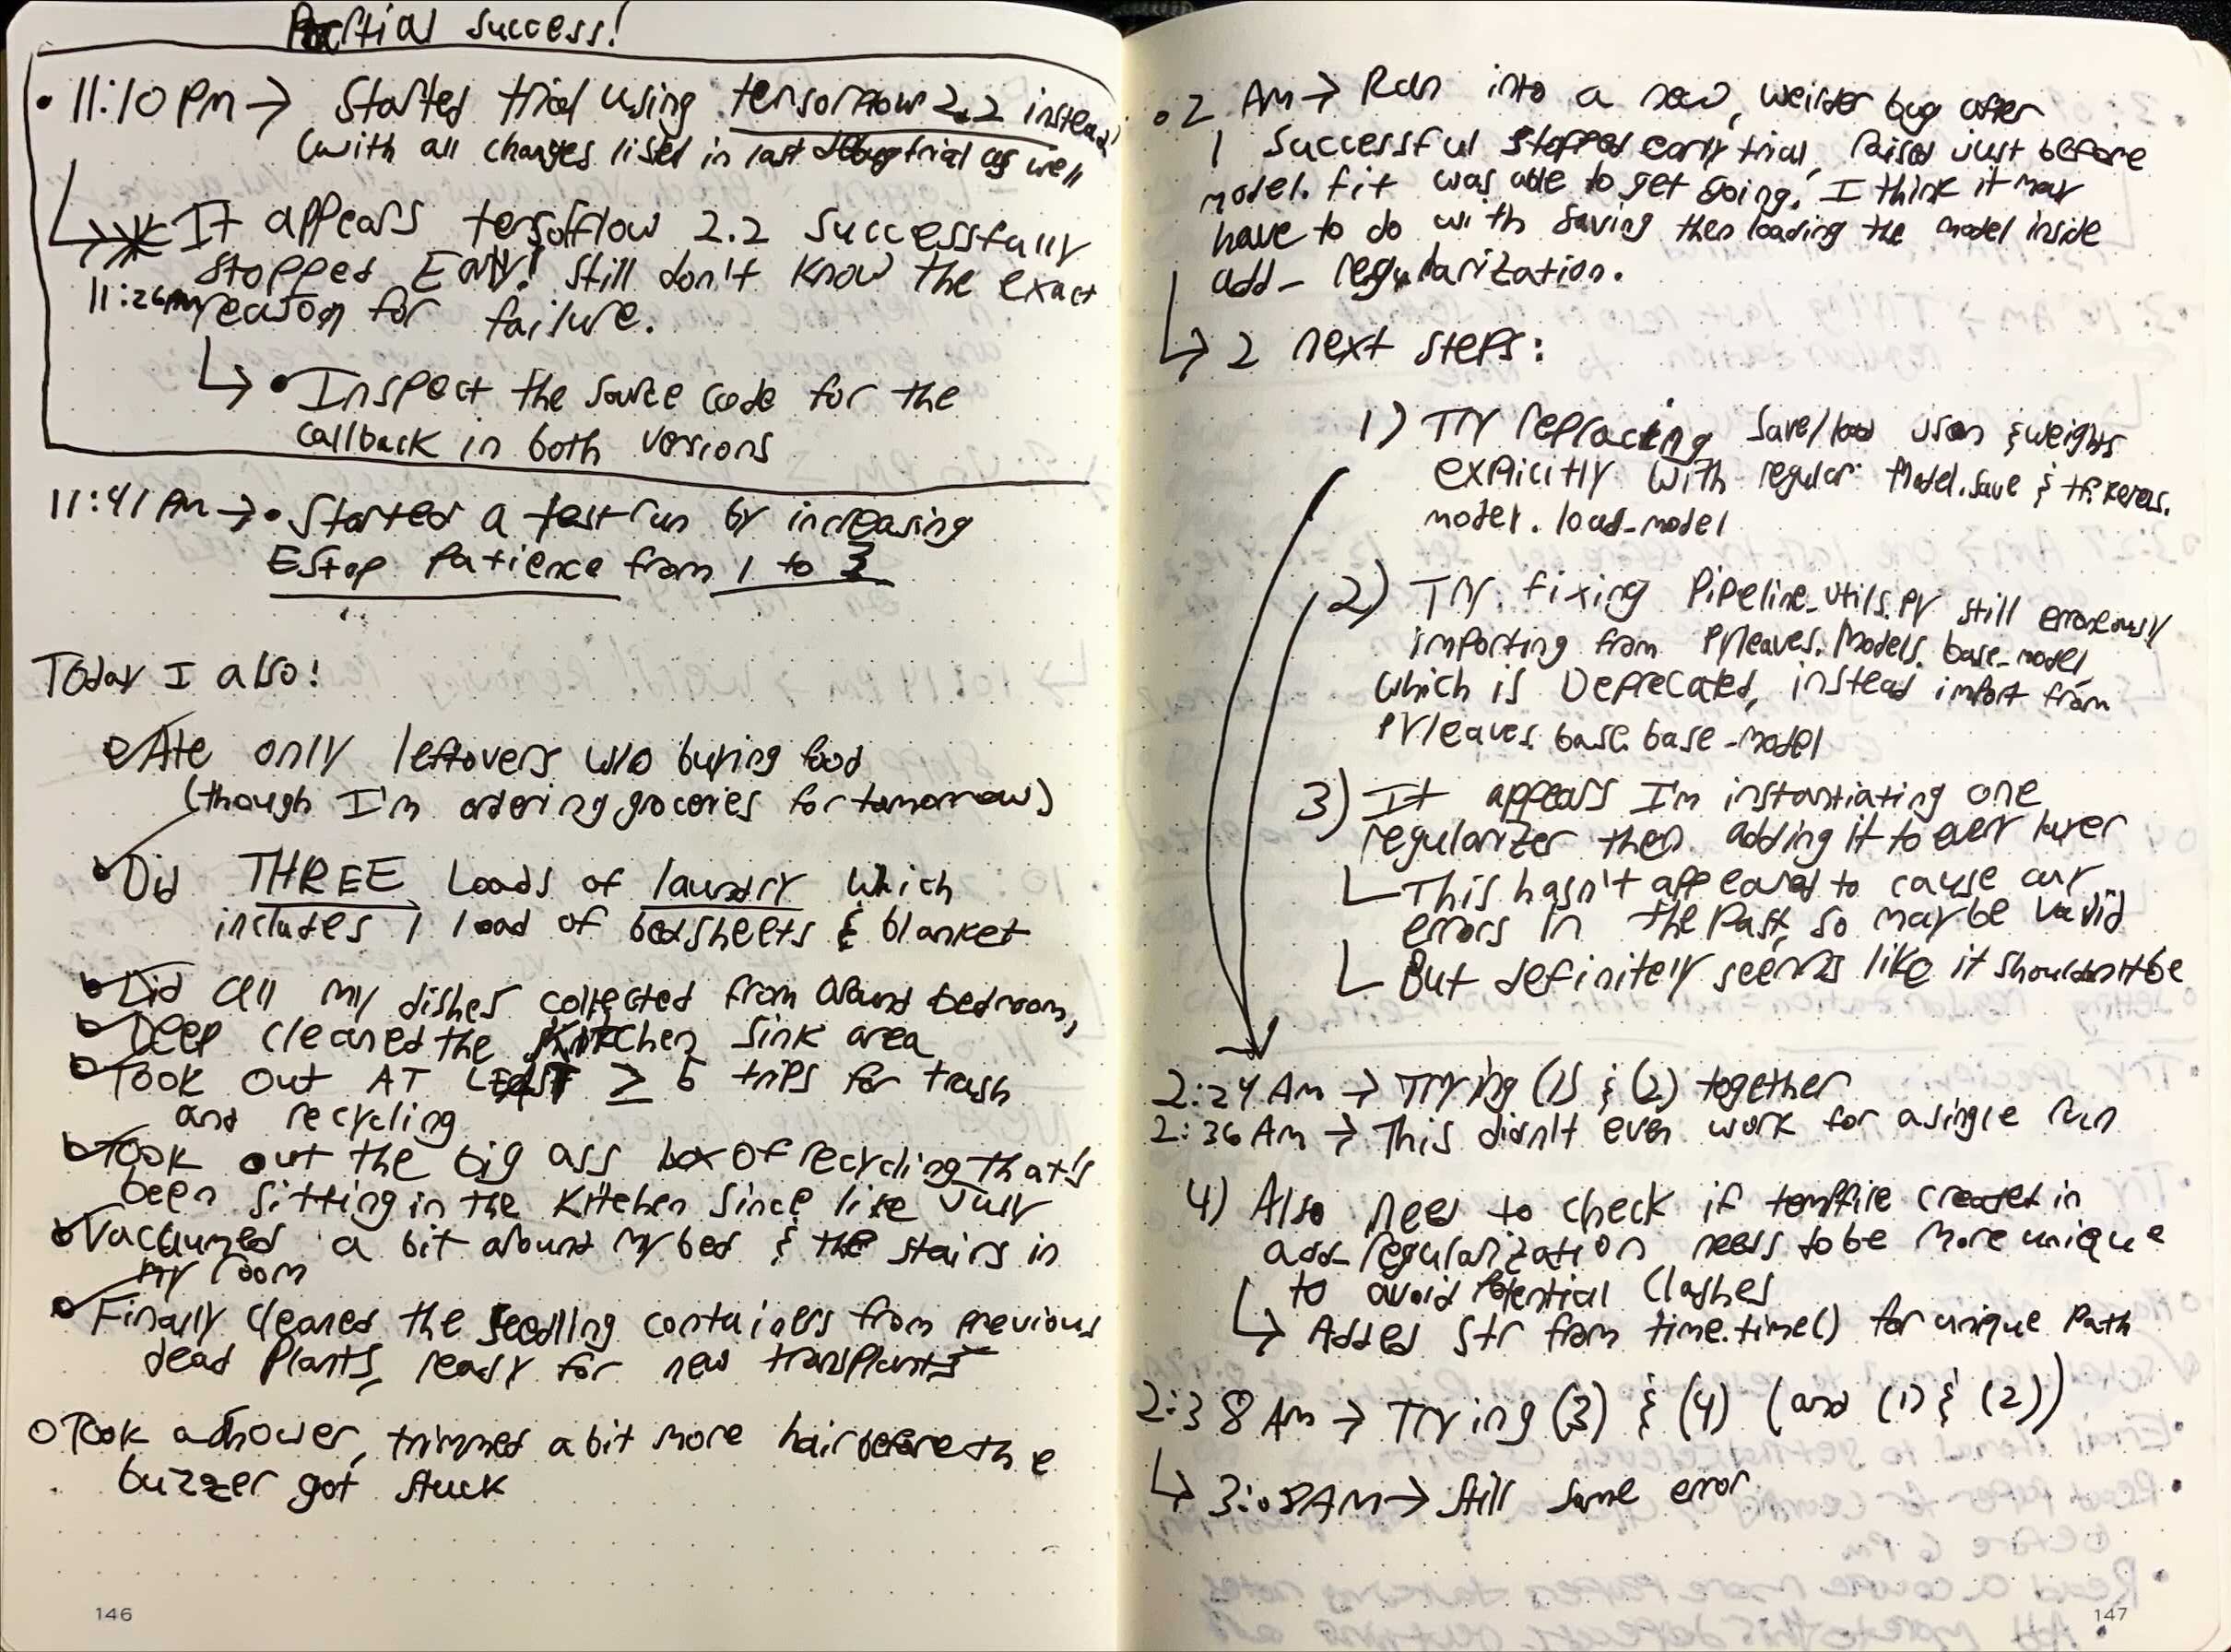 Partial Success!
• 11:10 PM → Started trial using tensorflow 2.2 instead
(with all changes listed in last debug trial as well
It appears tensorflow 2.2 successfully
stopped Early! Still don't know the exact
11:26PM reason for failure.
• Inspect the source code for the
callback in both versions
11:41 PM → • Started a test run by increasing
EStop Patience from 1 to 3
Today I also!
Ate only leftovers w/o buying food
(though I'm ordering groceries for tomorrow)
Did THREE Loads of laundry which
includes 1 load of bedsheets & blanket
Did all my dishes collected from around bedroom,
Deep cleaned the Kitchen sink area
Took out AT LEAST ≥ 5 trips for trash
and recycling
Took out the big ass box of recycling that's
been sitting in the Kitchen since like July
Vacuumed a bit around my bed & the stairs in
my room
Finally cleaned the seedling containers from previous
dead plants, ready for new transplants
Took a shower, trimmed a bit more hair before the
buzzer got stuck
146
• 2 AM → Ran into a new, weirder bug after
1 successful stopped early trial, raised just before
model.fit was able to get going. I think it may
have to do with saving then loading the model inside
add_regularization.
→ 2 next steps:
1) Try replacing save/load json & weights
explicitly with regular Model.save & tf.keras.
model.load_model
2) Try fixing Pipeline_utils.py still erroneously
importing from Pyleaves.Models.base_model,
which is Deprecated, instead import from
Pyleaves.base.base_model
3) It appears I'm instantiating one
regularizer then adding it to every layer
This hasn't appeared to cause any
errors in the past, so may be valid
But definitely seems like it shouldn't be
2:24 AM → Trying (1) & (2) together
2:36 AM → This didn't even work for a single run
4) Also need to check if tempfile created in
add_regularization needs to be more unique
to avoid potential clashes
→ Added str from time.time() for unique path
2:38 AM → Trying (3) & (4) (and (1) & (2))
→ 3:08 AM → Still same error
147